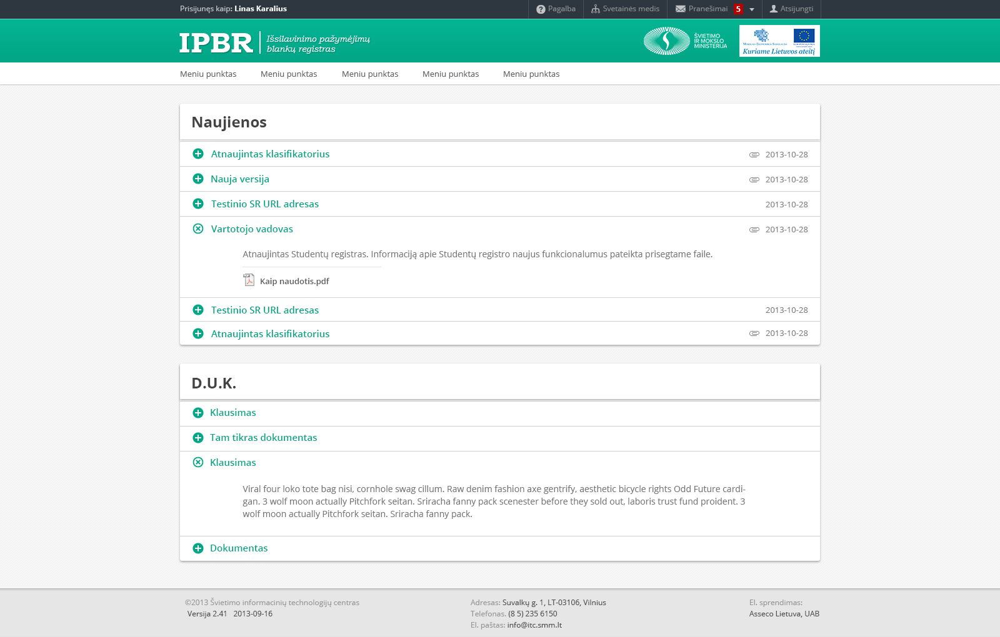 Prisijunęs kaip: Linas Karalius
Pagalba
Svetainės medis
Pranešimai 5
Atsijungti
IPBR
Išsilavinimo pažymėjimų
blankų registras
ŠVIETIMO
IR MOKSLO
MINISTERIJA
Kuriame Lietuvos ateitį
Meniu punktas Meniu punktas Meniu punktas Meniu punktas Meniu punktas
Naujienos
Atnaujintas klasifikatorius 2013-10-28
Nauja versija 2013-10-28
Testinio SR URL adresas 2013-10-28
Vartotojo vadovas 2013-10-28
Atnaujintas Studentų registras. Informaciją apie Studentų registro naujus funkcionalumus pateikta prisegtame faile.
Kaip naudotis.pdf
Testinio SR URL adresas 2013-10-28
Atnaujintas klasifikatorius 2013-10-28
D.U.K.
Klausimas
Tam tikras dokumentas
Klausimas
Viral four loko tote bag nisi, cornhole swag cillum. Raw denim fashion axe gentrify, aesthetic bicycle rights Odd Future cardi-
gan. 3 wolf moon actually Pitchfork seitan. Sriracha fanny pack scenester before they sold out, laboris trust fund proident. 3
wolf moon actually Pitchfork seitan. Sriracha fanny pack.
Dokumentas
©2013 Švietimo informacinių technologijų centras
Versija 2.41 2013-09-16
Adresas: Suvalkų g. 1, LT-03106, Vilnius
Telefonas. (8 5) 235 6150
El. paštas: info@itc.smm.lt
El. sprendimas:
Asseco Lietuva, UAB